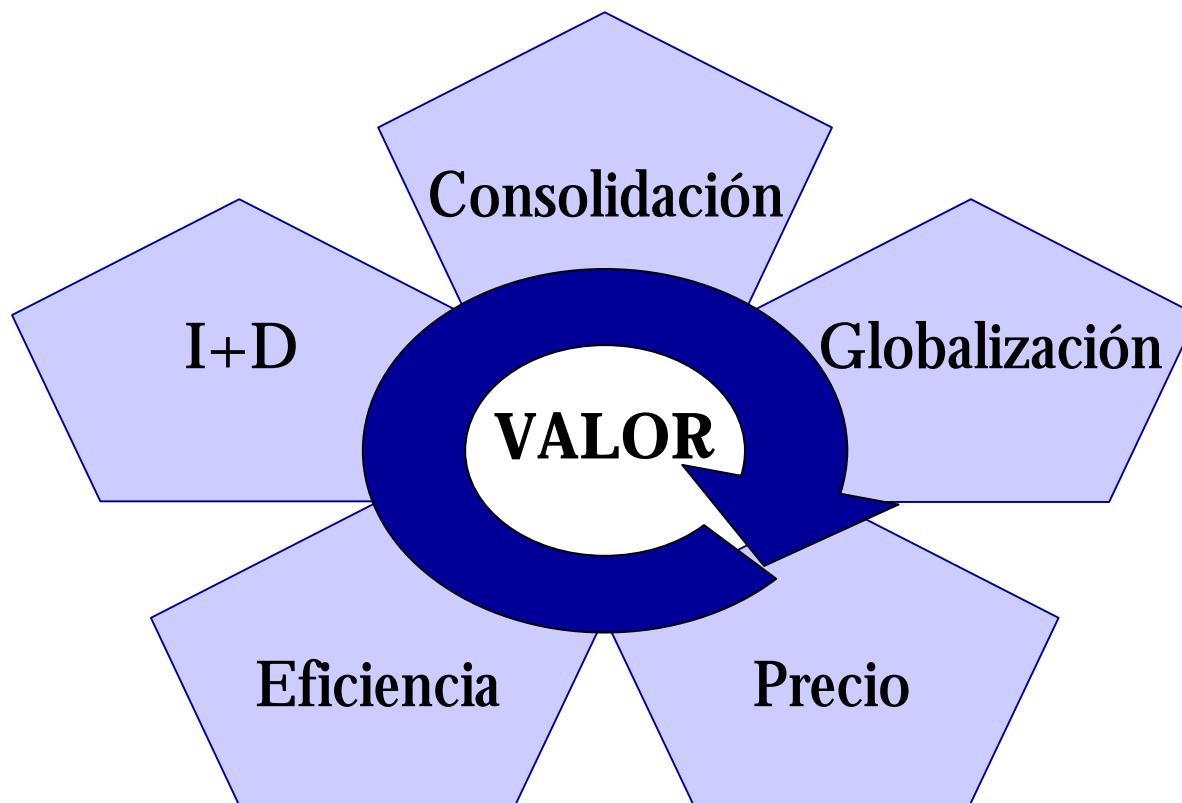 Consolidación
I+D
Globalización
VALOR
Eficiencia
Precio